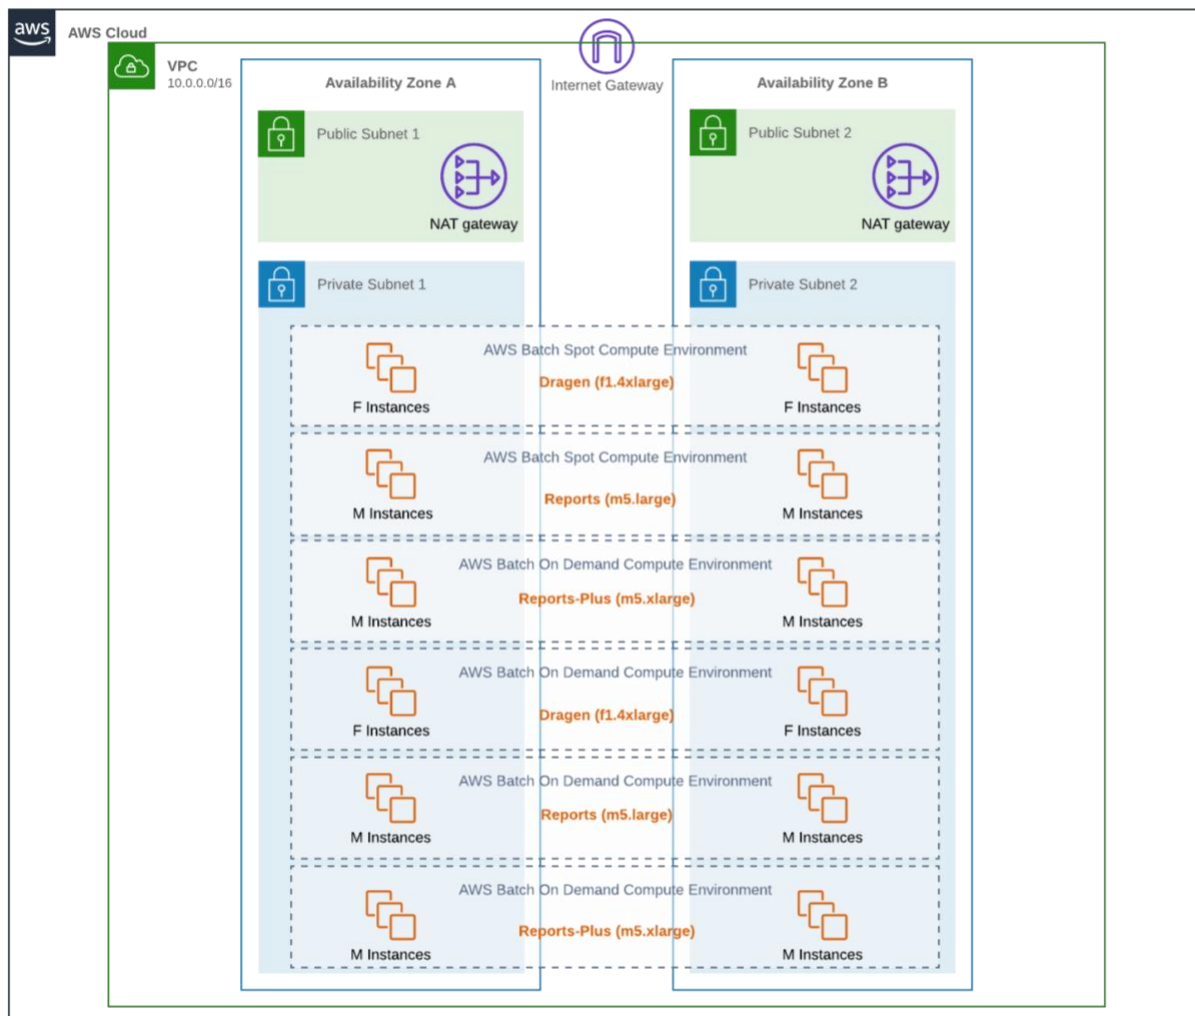 aws
AWS Cloud
VPC
10.0.0.0/16
Availability Zone A
Internet Gateway
Availability Zone B
Public Subnet 1
Public Subnet 2
NAT gateway
NAT gateway
Private Subnet 1
Private Subnet 2
AWS Batch Spot Compute Environment
Dragen (f1.4xlarge)
F Instances
F Instances
AWS Batch Spot Compute Environment
Reports (m5.large)
M Instances
M Instances
AWS Batch On Demand Compute Environment
Reports-Plus (m5.xlarge)
M Instances
M Instances
AWS Batch On Demand Compute Environment
Dragen (f1.4xlarge)
F Instances
F Instances
AWS Batch On Demand Compute Environment
Reports (m5.large)
M Instances
M Instances
AWS Batch On Demand Compute Environment
Reports-Plus (m5.xlarge)
M Instances
M Instances